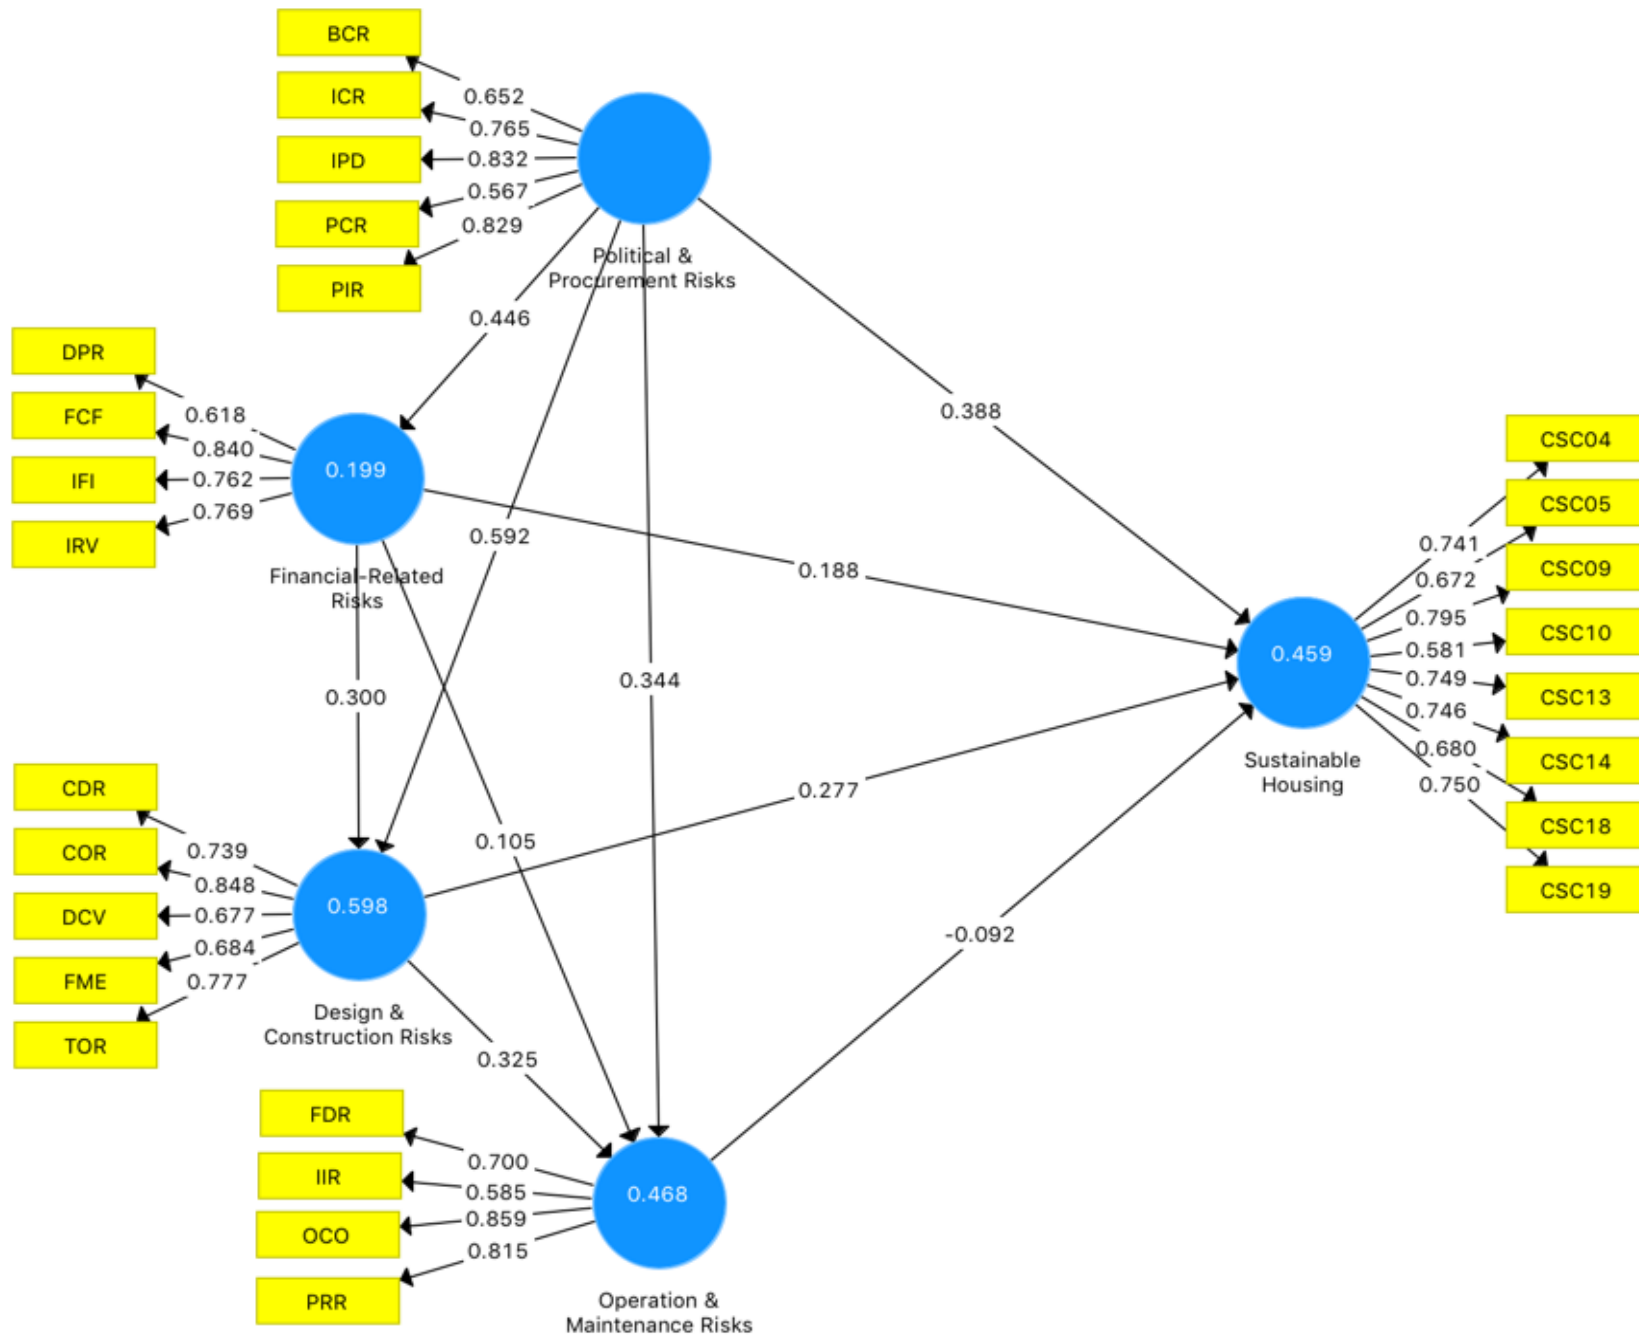 BCR
ICR
IPD
PCR
PIR
0.652
0.765
0.832
0.567
0.829
Political &
Procurement Risks
0.446
0.592
0.344
0.388
DPR
FCF
IFI
IRV
0.618
0.840
0.762
0.769
0.199
Financial-Related
Risks
0.300
0.105
0.188
CDR
COR
DCV
FME
TOR
0.739
0.848
0.677
0.684
0.777
0.598
Design &
Construction Risks
0.325
0.277
FDR
IIR
OCO
PRR
0.700
0.585
0.859
0.815
0.468
Operation &
Maintenance Risks
-0.092
0.459
Sustainable
Housing
0.741
0.672
0.795
0.581
0.749
0.746
0.680
0.750
CSC04
CSC05
CSC09
CSC10
CSC13
CSC14
CSC18
CSC19